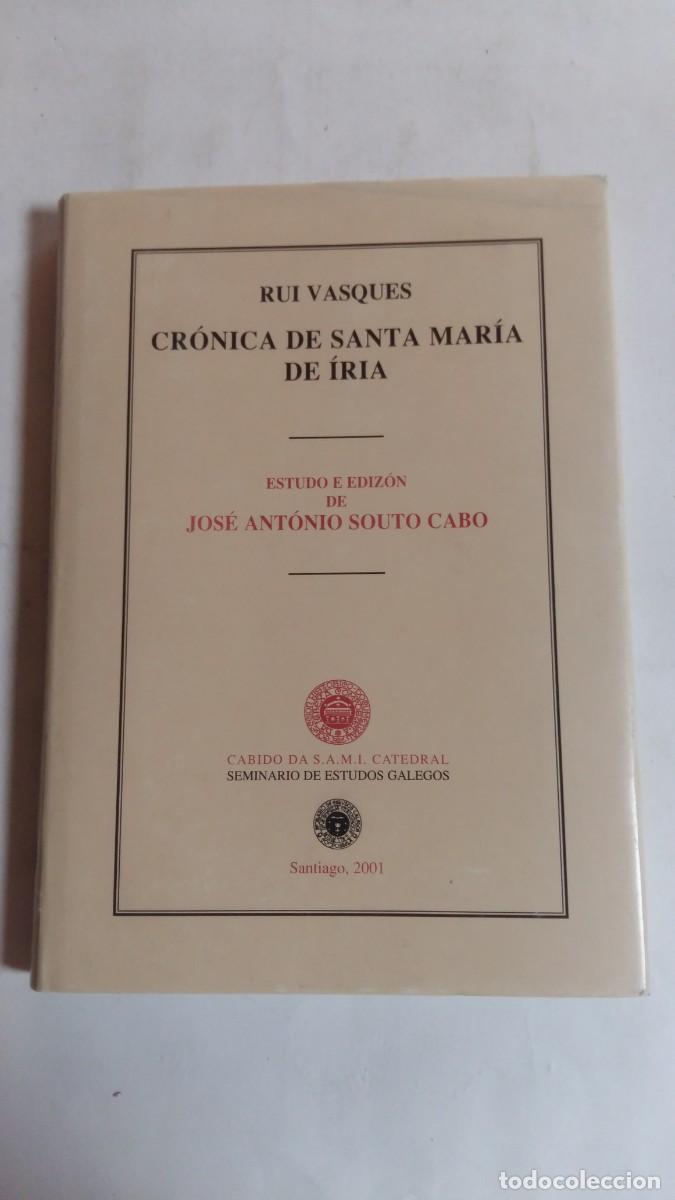 RUI VASQUES
CRÓNICA DE SANTA MARÍA
DE ÍRIA
ESTUDO E EDIZÓN
DE
JOSÉ ANTÓNIO SOUTO CABO
CABIDO DA S.A.M.I. CATEDRAL
SEMINARIO DE ESTUDOS GALEGOS
Santiago, 2001
todocoleccion